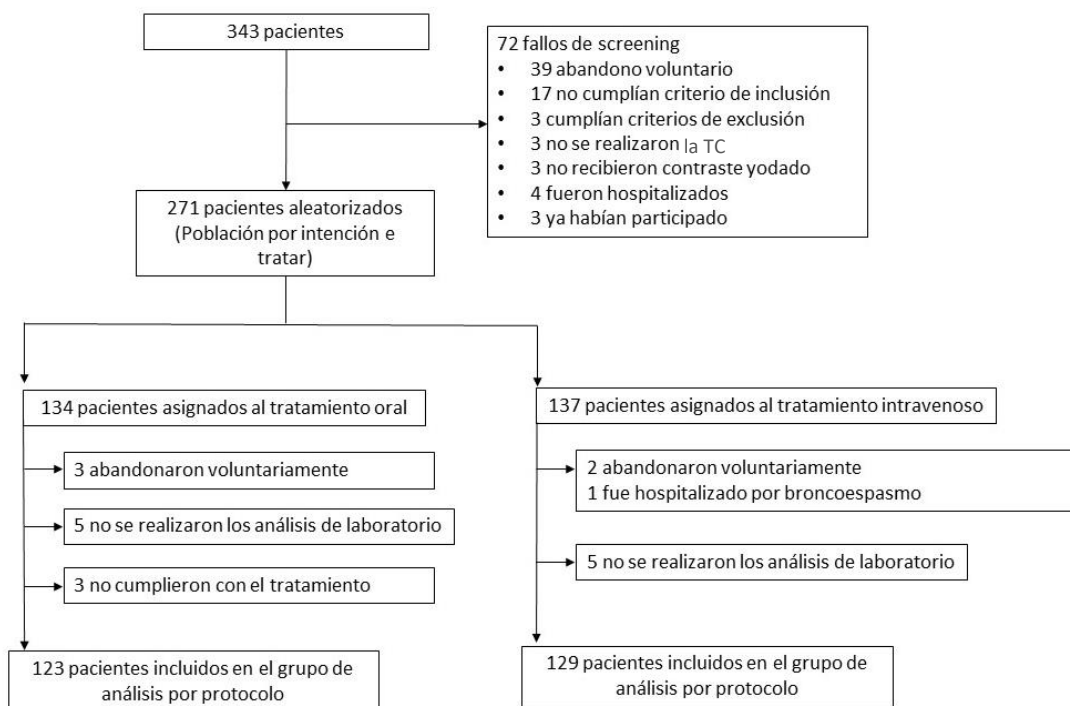 343 pacientes
72 fallos de screening
• 39 abandono voluntario
• 17 no cumplían criterio de inclusión
• 3 cumplían criterios de exclusión
• 3 no se realizaron la TC
• 3 no recibieron contraste yodado
• 4 fueron hospitalizados
• 3 ya habían participado
271 pacientes aleatorizados
(Población por intención e
tratar)
134 pacientes asignados al tratamiento oral
3 abandonaron voluntariamente
5 no se realizaron los análisis de laboratorio
3 no cumplieron con el tratamiento
123 pacientes incluidos en el grupo de
análisis por protocolo
137 pacientes asignados al tratamiento intravenoso
2 abandonaron voluntariamente
1 fue hospitalizado por broncoespasmo
5 no se realizaron los análisis de laboratorio
129 pacientes incluidos en el grupo de
análisis por protocolo